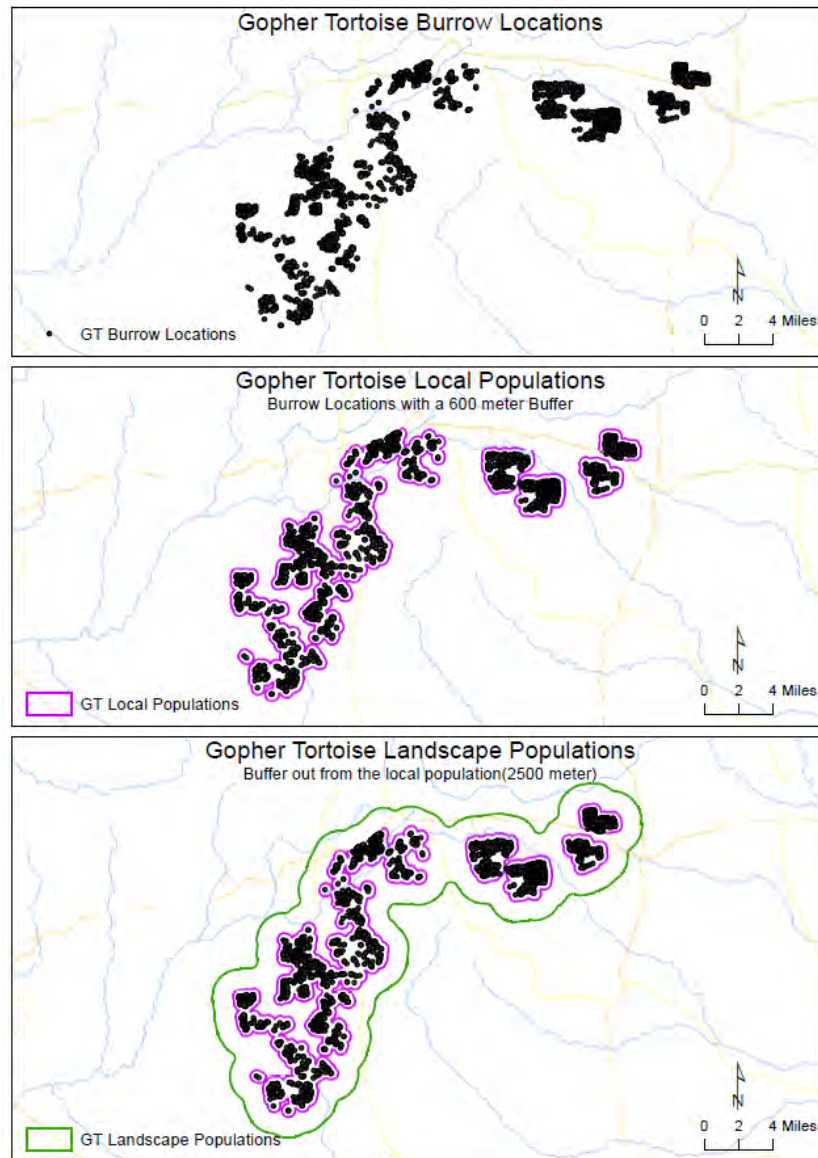 Gopher Tortoise Burrow Locations
GT Burrow Locations
N
0 2 4 Miles
Gopher Tortoise Local Populations
Burrow Locations with a 600 meter Buffer
GT Local Populations
N
0 2 4 Miles
Gopher Tortoise Landscape Populations
Buffer out from the local population(2500 meter)
GT Landscape Populations
N
0 2 4 Miles